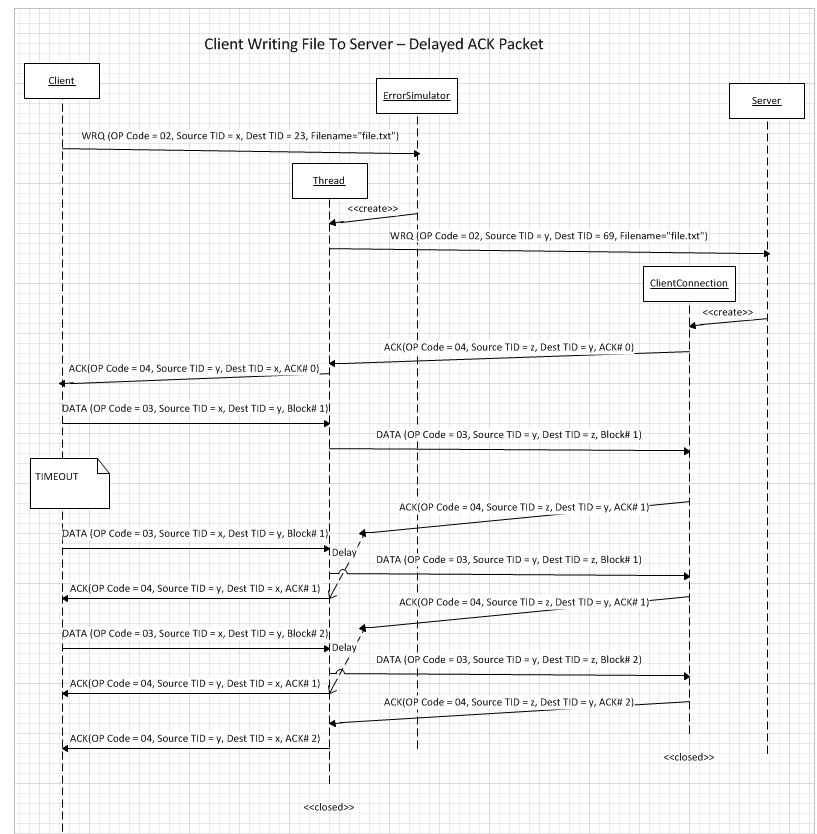 Client Writing File To Server – Delayed ACK Packet
Client
ErrorSimulator
Server
WRQ (OP Code = 02, Source TID = x, Dest TID = 23, Filename="file.txt")
Thread
<<create>>
WRQ (OP Code = 02, Source TID = y, Dest TID = 69, Filename="file.txt")
ClientConnection
<<create>>
ACK(OP Code = 04, Source TID = z, Dest TID = y, ACK# 0)
ACK(OP Code = 04, Source TID = y, Dest TID = x, ACK# 0)
DATA (OP Code = 03, Source TID = x, Dest TID = y, Block# 1)
DATA (OP Code = 03, Source TID = y, Dest TID = z, Block# 1)
TIMEOUT
ACK(OP Code = 04, Source TID = z, Dest TID = y, ACK# 1)
DATA (OP Code = 03, Source TID = x, Dest TID = y, Block# 1)
Delay
DATA (OP Code = 03, Source TID = y, Dest TID = z, Block# 1)
ACK(OP Code = 04, Source TID = y, Dest TID = x, ACK# 1)
ACK(OP Code = 04, Source TID = z, Dest TID = y, ACK# 1)
DATA (OP Code = 03, Source TID = x, Dest TID = y, Block# 2)
Delay
DATA (OP Code = 03, Source TID = y, Dest TID = z, Block# 2)
ACK(OP Code = 04, Source TID = y, Dest TID = x, ACK# 1)
ACK(OP Code = 04, Source TID = z, Dest TID = y, ACK# 2)
ACK(OP Code = 04, Source TID = y, Dest TID = x, ACK# 2)
<<closed>>
<<closed>>